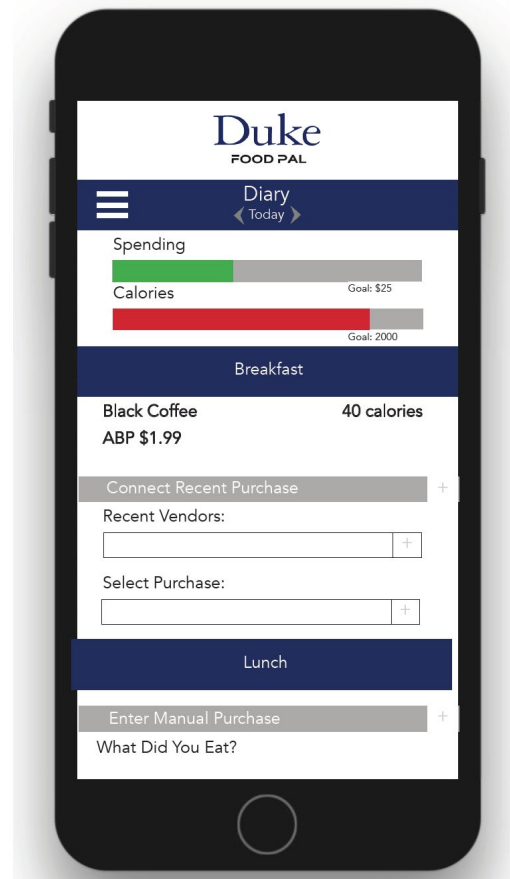 Duke
FOOD PAL
Diary
Today
Spending
Goal: $25
Calories
Goal: 2000
Breakfast
Black Coffee 40 calories
ABP $1.99
Connect Recent Purchase +
Recent Vendors:
+
Select Purchase:
+
Lunch
Enter Manual Purchase +
What Did You Eat?